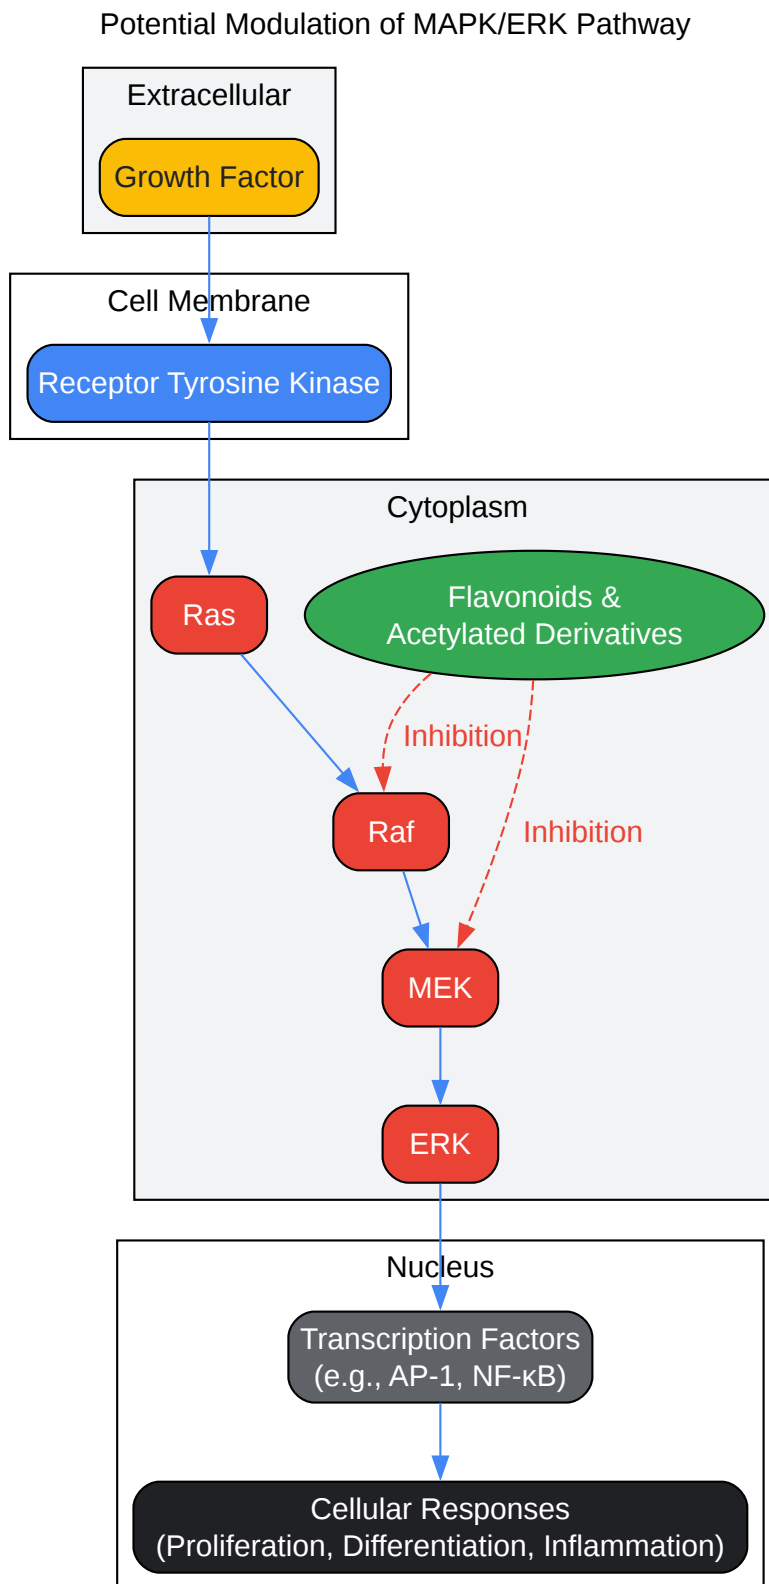 Potential Modulation of MAPK/ERK Pathway
Extracellular
Growth Factor
Cell Membrane
Receptor Tyrosine Kinase
Cytoplasm
Ras
Flavonoids &
Acetylated Derivatives
Inhibition
Raf
Inhibition
MEK
ERK
Nucleus
Transcription Factors
(e.g., AP-1, NF-κB)
Cellular Responses
(Proliferation, Differentiation, Inflammation)